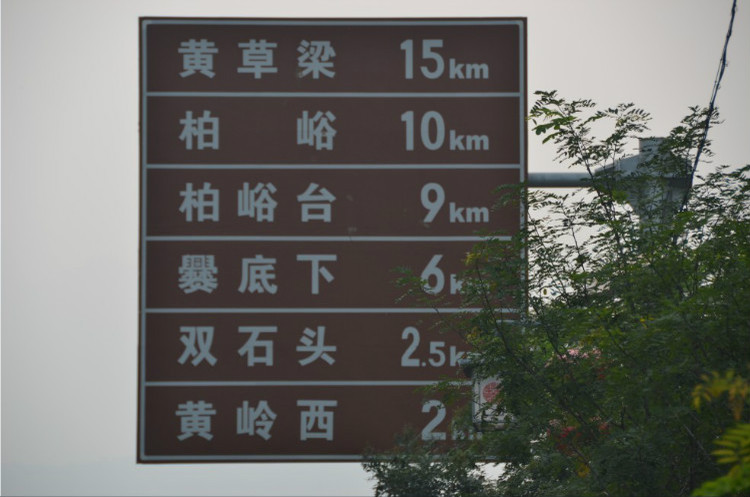 黄草梁 15km
柏峪 10km
柏峪台 9km
爨底下 6k
双石头 2.5k
黄岭西 2k